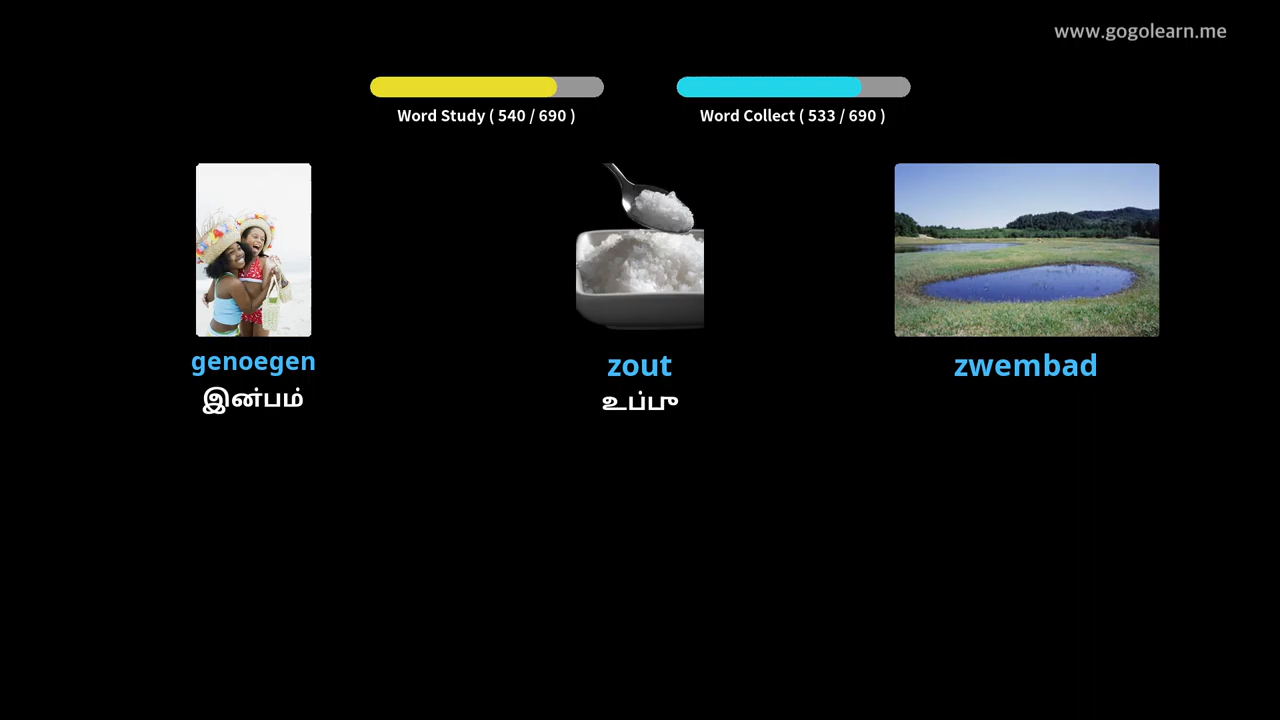 www.gogolearn.me
Word Study ( 540 / 690 )
Word Collect ( 533 / 690 )
genoegen
zout
zwembad
இன்பம்
உப்பு